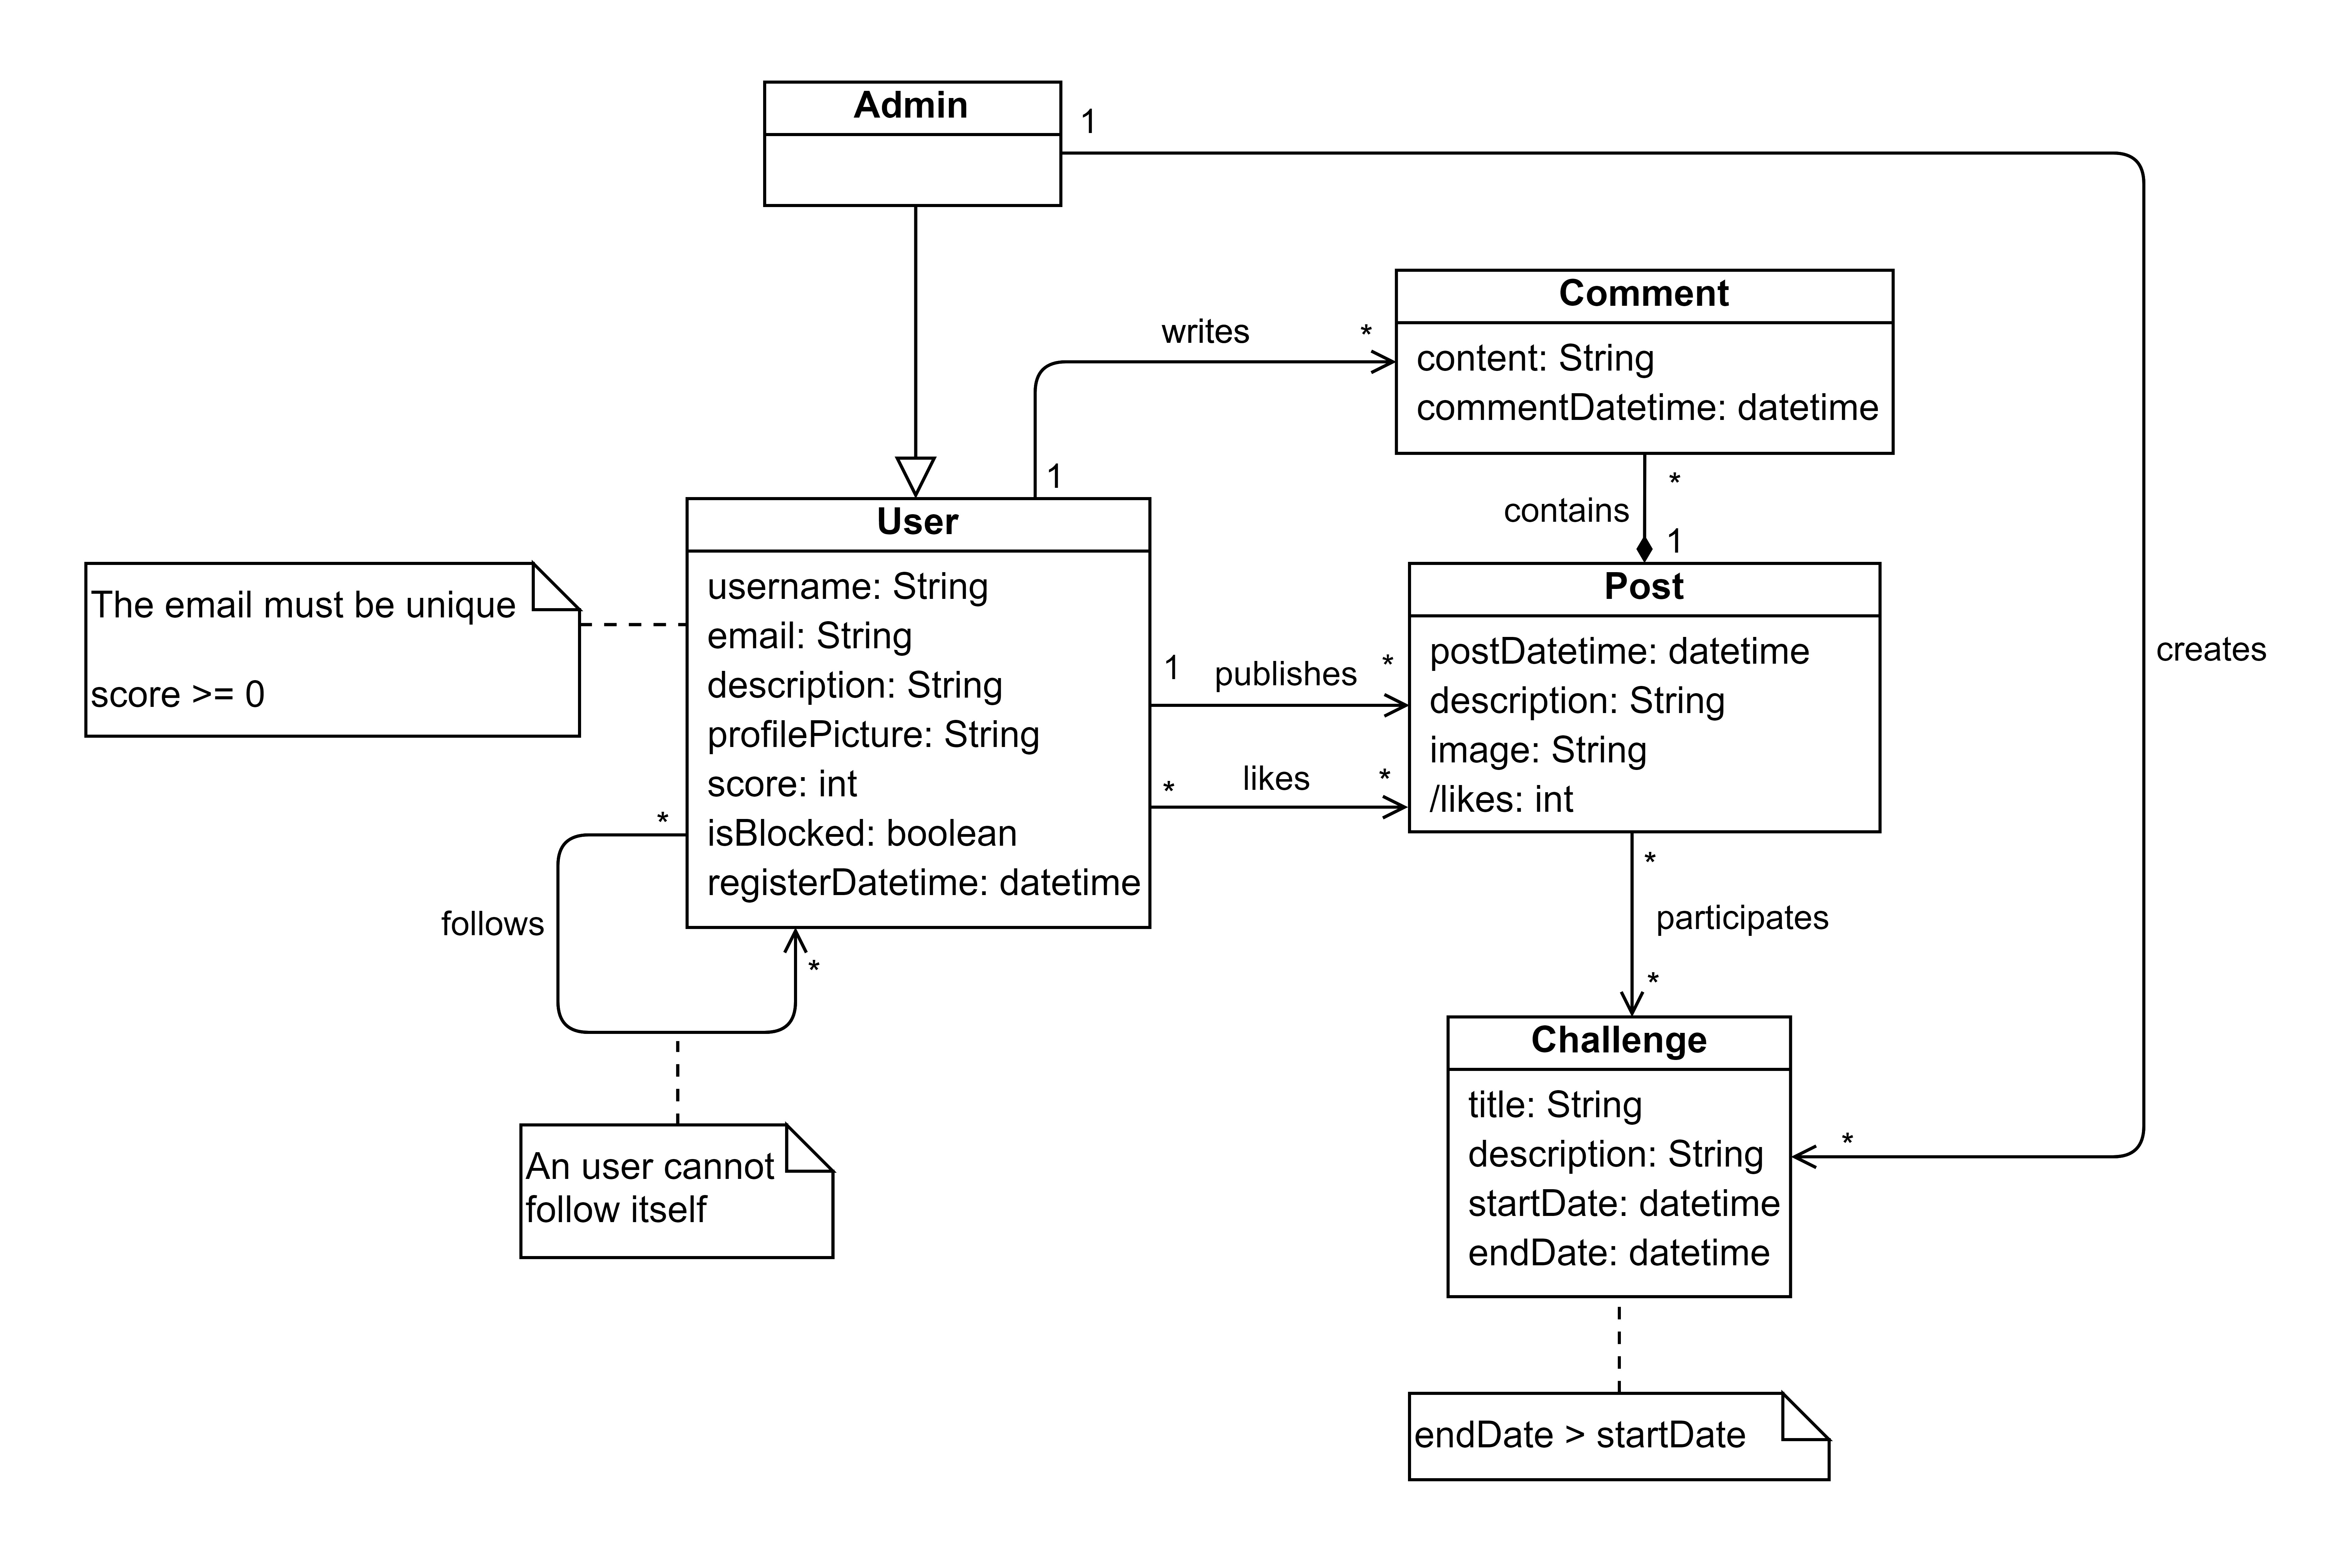 Admin
1
creates
Comment
content: String
commentDatetime: datetime
writes
*
1
*
contains
1
User
username: String
email: String
description: String
profilePicture: String
score: int
isBlocked: boolean
registerDatetime: datetime
The email must be unique
score >= 0
1
publishes
*
*
likes
*
Post
postDatetime: datetime
description: String
image: String
/likes: int
*
follows
*
An user cannot
follow itself
*
participates
*
Challenge
title: String
description: String
startDate: datetime
endDate: datetime
*
endDate > startDate